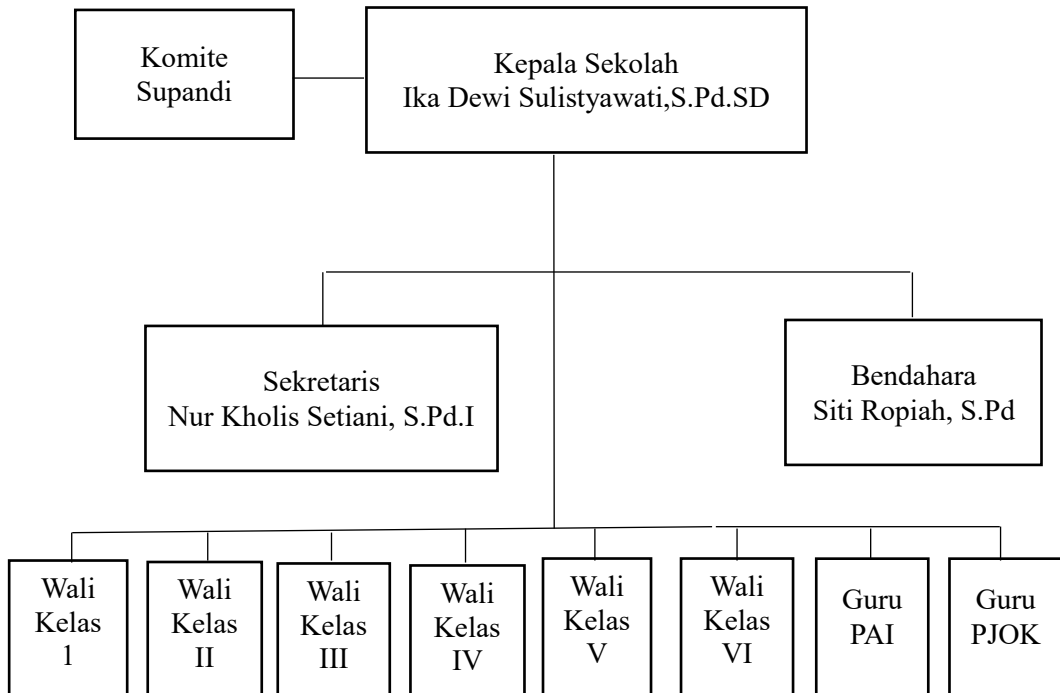 Komite
Supandi
Kepala Sekolah
Ika Dewi Sulistyawati,S.Pd.SD
Sekretaris
Nur Kholis Setiani, S.Pd.I
Bendahara
Siti Ropiah, S.Pd
Wali
Kelas
1
Wali
Kelas
II
Wali
Kelas
III
Wali
Kelas
IV
Wali
Kelas
V
Wali
Kelas
VI
Guru
PAI
Guru
PJOK